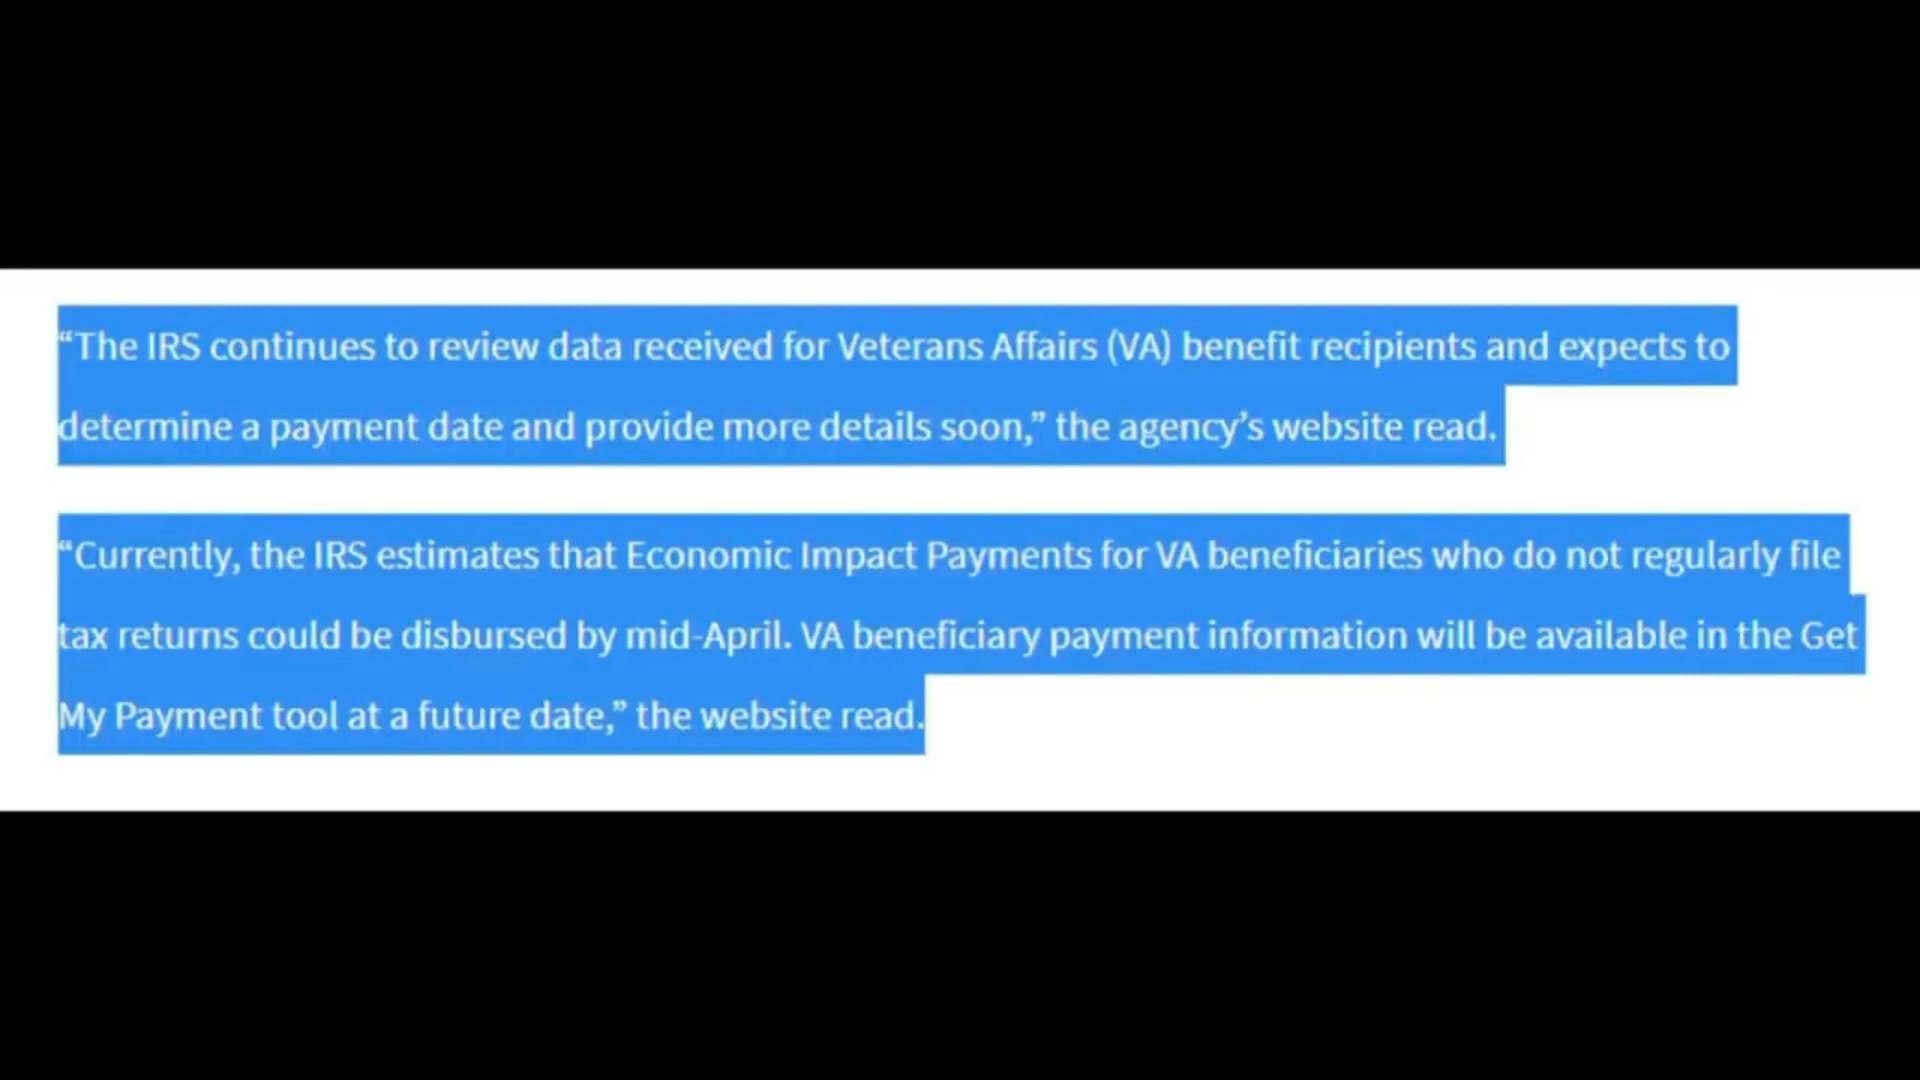 “The IRS continues to review data received for Veterans Affairs (VA) benefit recipients and expects to
determine a payment date and provide more details soon,” the agency’s website read.
“Currently, the IRS estimates that Economic Impact Payments for VA beneficiaries who do not regularly file
tax returns could be disbursed by mid-April. VA beneficiary payment information will be available in the Get
My Payment tool at a future date,” the website read.